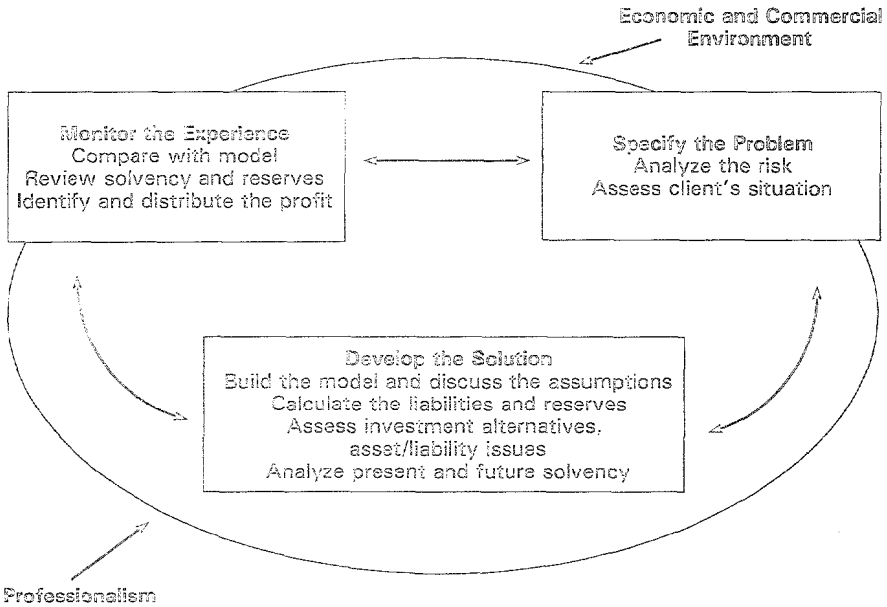 Economic and Commercial
Environment
Monitor the Experience
Compare with model
Review solvency and reserves
Identify and distribute the profit
Specify the Problem
Analyze the risk
Assess client's situation
Develop the Solution
Build the model and discuss the assumptions
Calculate the liabilities and reserves
Assess investment alternatives,
asset/liability issues
Analyze present and future solvency
Professionalism